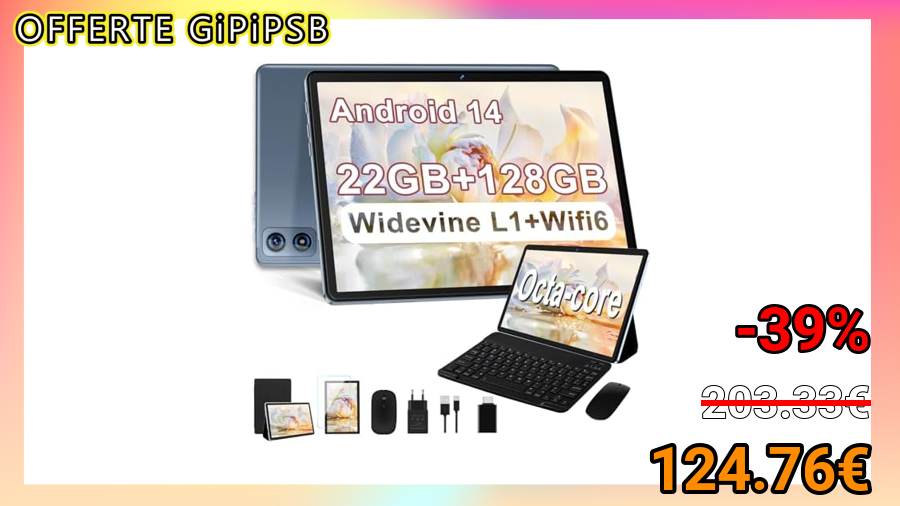 OFFERTE GiPiPSB
Android 14
22GB+128GB
Widevine L1+Wifi6
Octa-core
-39%
203.33€
124.76€